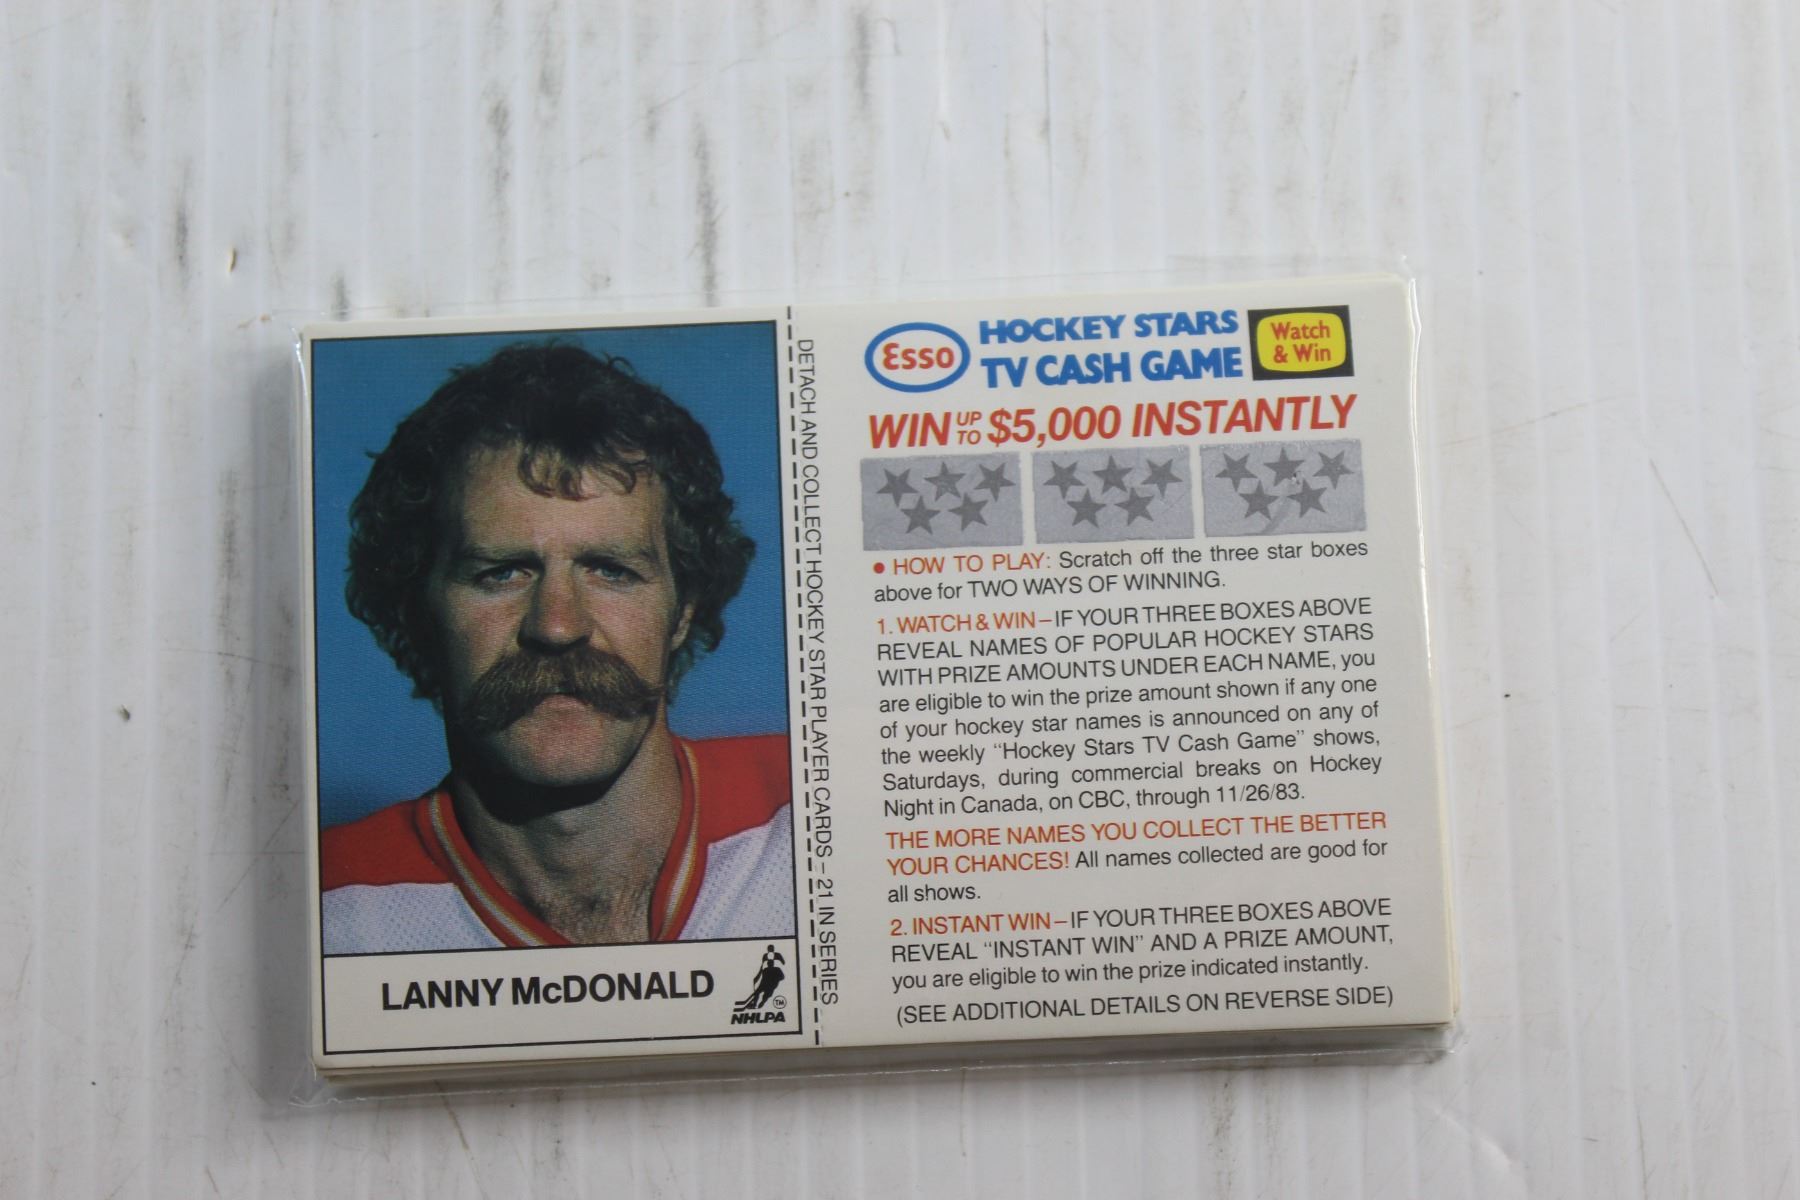 LANNY McDONALD
TM
NHLPA
DETACH AND COLLECT HOCKEY STAR PLAYER CARDS – 21 IN SERIES
Esso
HOCKEY STARS
TV CASH GAME
Watch
& Win
WIN UP TO $5,000 INSTANTLY
• HOW TO PLAY: Scratch off the three star boxes
above for TWO WAYS OF WINNING.
1. WATCH & WIN – IF YOUR THREE BOXES ABOVE
REVEAL NAMES OF POPULAR HOCKEY STARS
WITH PRIZE AMOUNTS UNDER EACH NAME, you
are eligible to win the prize amount shown if any one
of your hockey star names is announced on any of
the weekly "Hockey Stars TV Cash Game" shows,
Saturdays, during commercial breaks on Hockey
Night in Canada, on CBC, through 11/26/83.
THE MORE NAMES YOU COLLECT THE BETTER
YOUR CHANCES! All names collected are good for
all shows.
2. INSTANT WIN – IF YOUR THREE BOXES ABOVE
REVEAL "INSTANT WIN" AND A PRIZE AMOUNT,
you are eligible to win the prize indicated instantly.
(SEE ADDITIONAL DETAILS ON REVERSE SIDE)